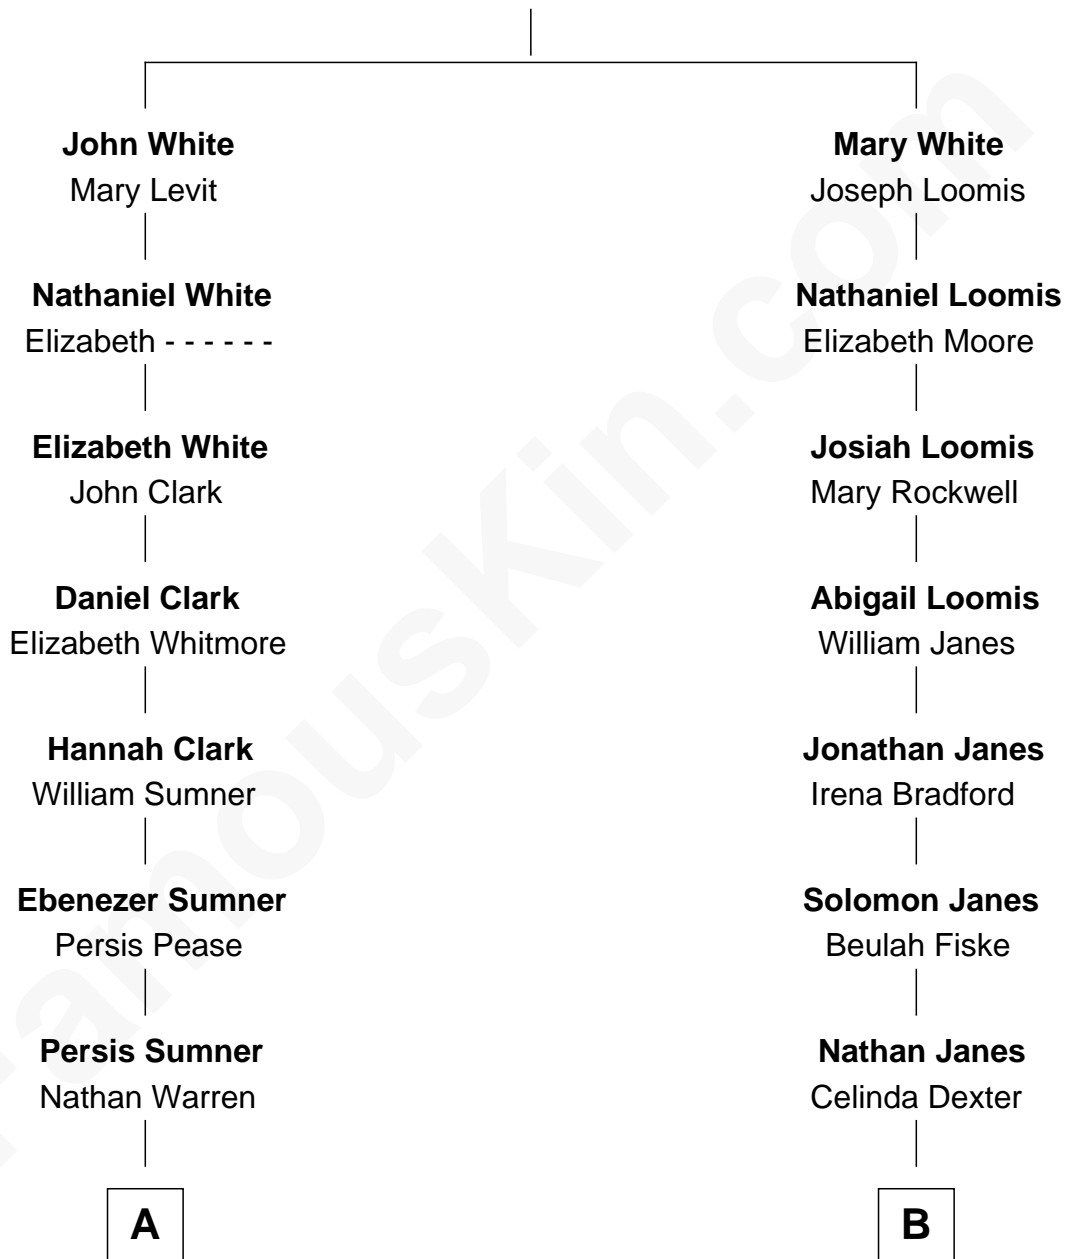 John White
Mary Levit
Mary White
Joseph Loomis
Nathaniel White
Elizabeth - - - - - -
Nathaniel Loomis
Elizabeth Moore
Elizabeth White
John Clark
Josiah Loomis
Mary Rockwell
Daniel Clark
Elizabeth Whitmore
Abigail Loomis
William Janes
Hannah Clark
William Sumner
Jonathan Janes
Irena Bradford
Ebenezer Sumner
Persis Pease
Solomon Janes
Beulah Fiske
Persis Sumner
Nathan Warren
Nathan Janes
Celinda Dexter
A
B
FamousKin.com